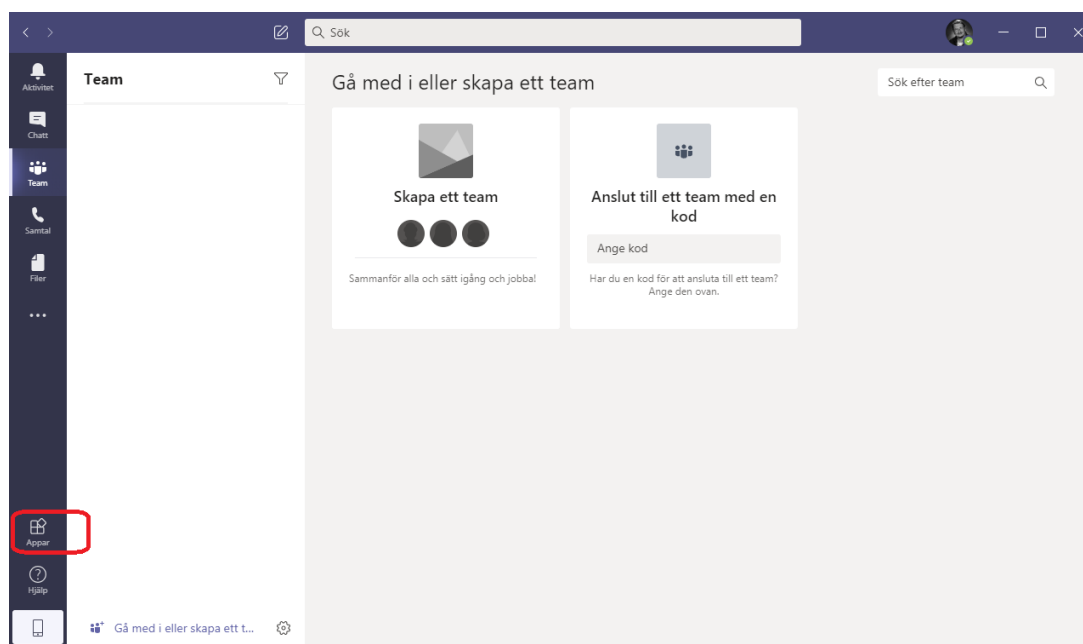 Sök
Aktivitet
Chatt
Team
Samtal
Filer
Appar
Hjälp
Team
Gå med i eller skapa ett t...
Gå med i eller skapa ett team
Sök efter team
Skapa ett team
Sammanför alla och sätt igång och jobba!
Anslut till ett team med en
kod
Ange kod
Har du en kod för att ansluta till ett team?
Ange den ovan.